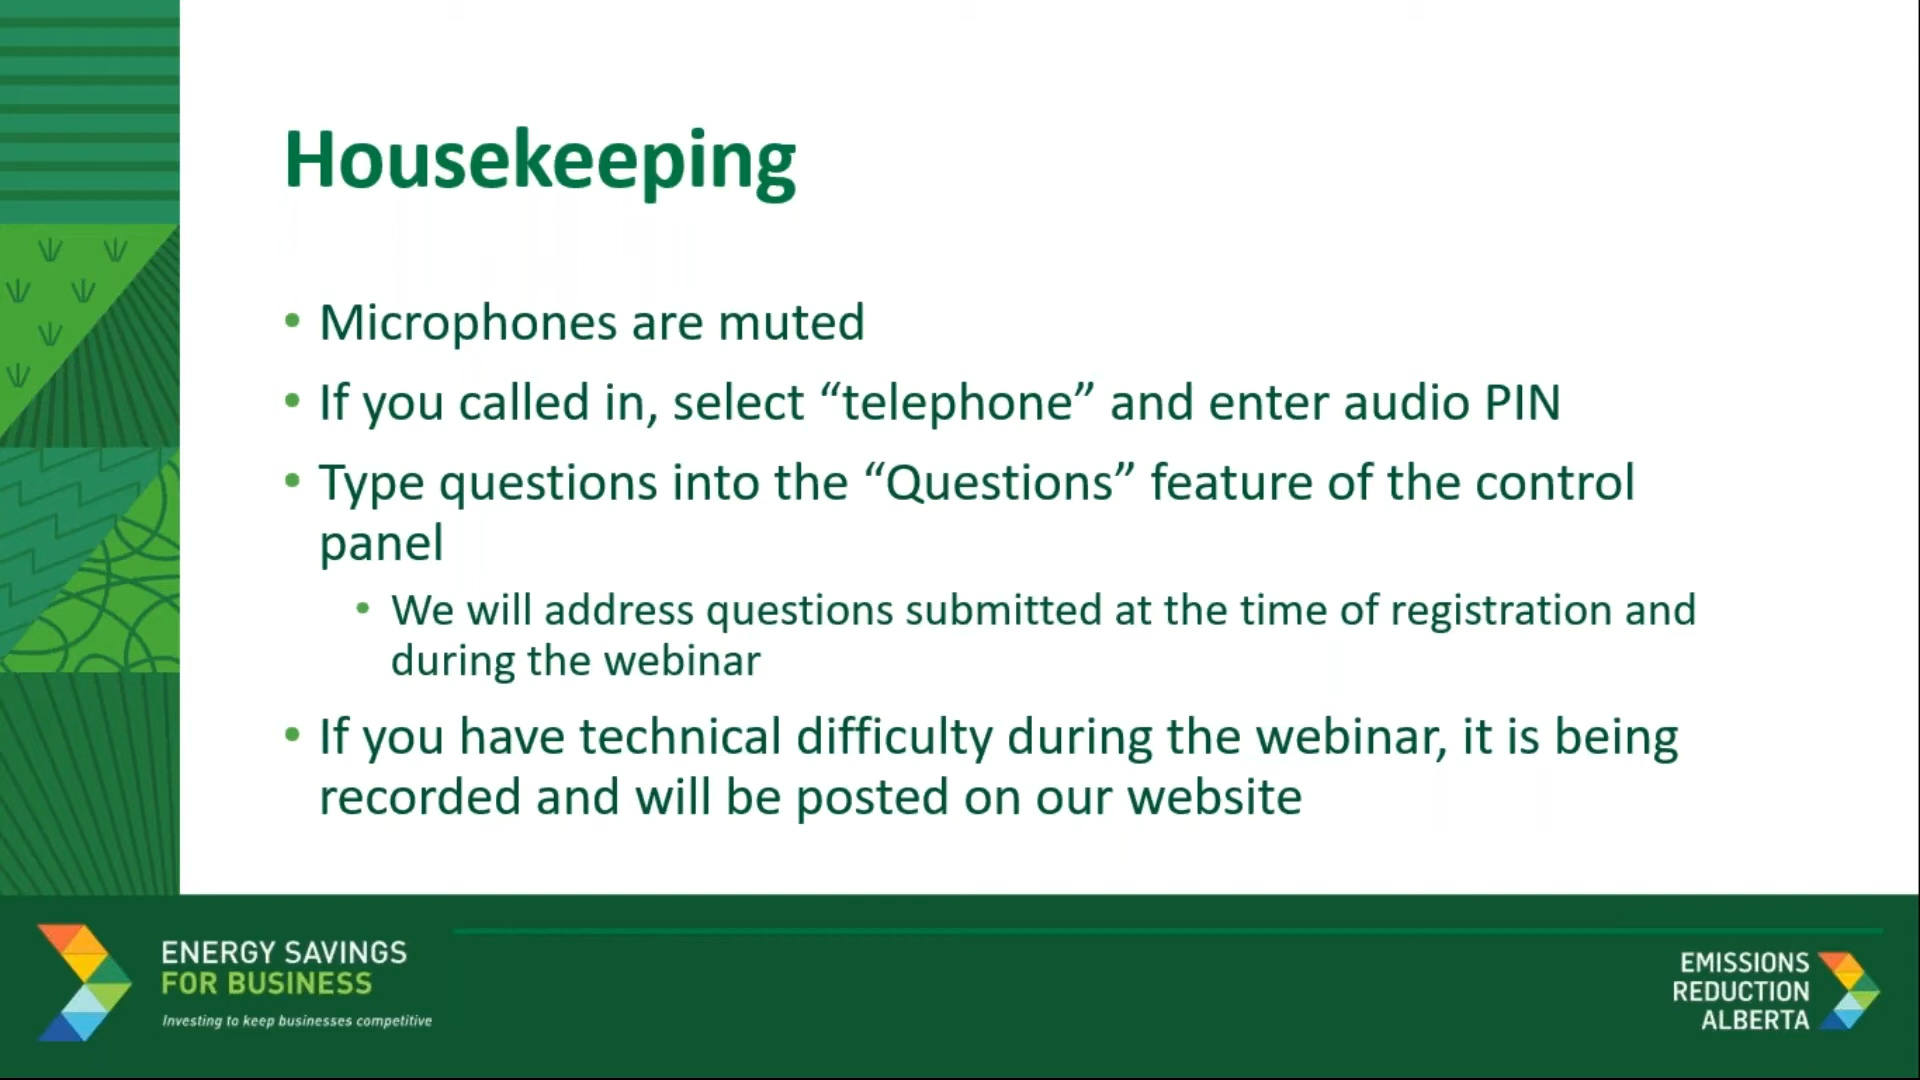 Housekeeping
• Microphones are muted
• If you called in, select “telephone” and enter audio PIN
• Type questions into the “Questions” feature of the control
panel
• We will address questions submitted at the time of registration and
during the webinar
• If you have technical difficulty during the webinar, it is being
recorded and will be posted on our website
ENERGY SAVINGS
FOR BUSINESS
Investing to keep businesses competitive
EMISSIONS
REDUCTION
ALBERTA